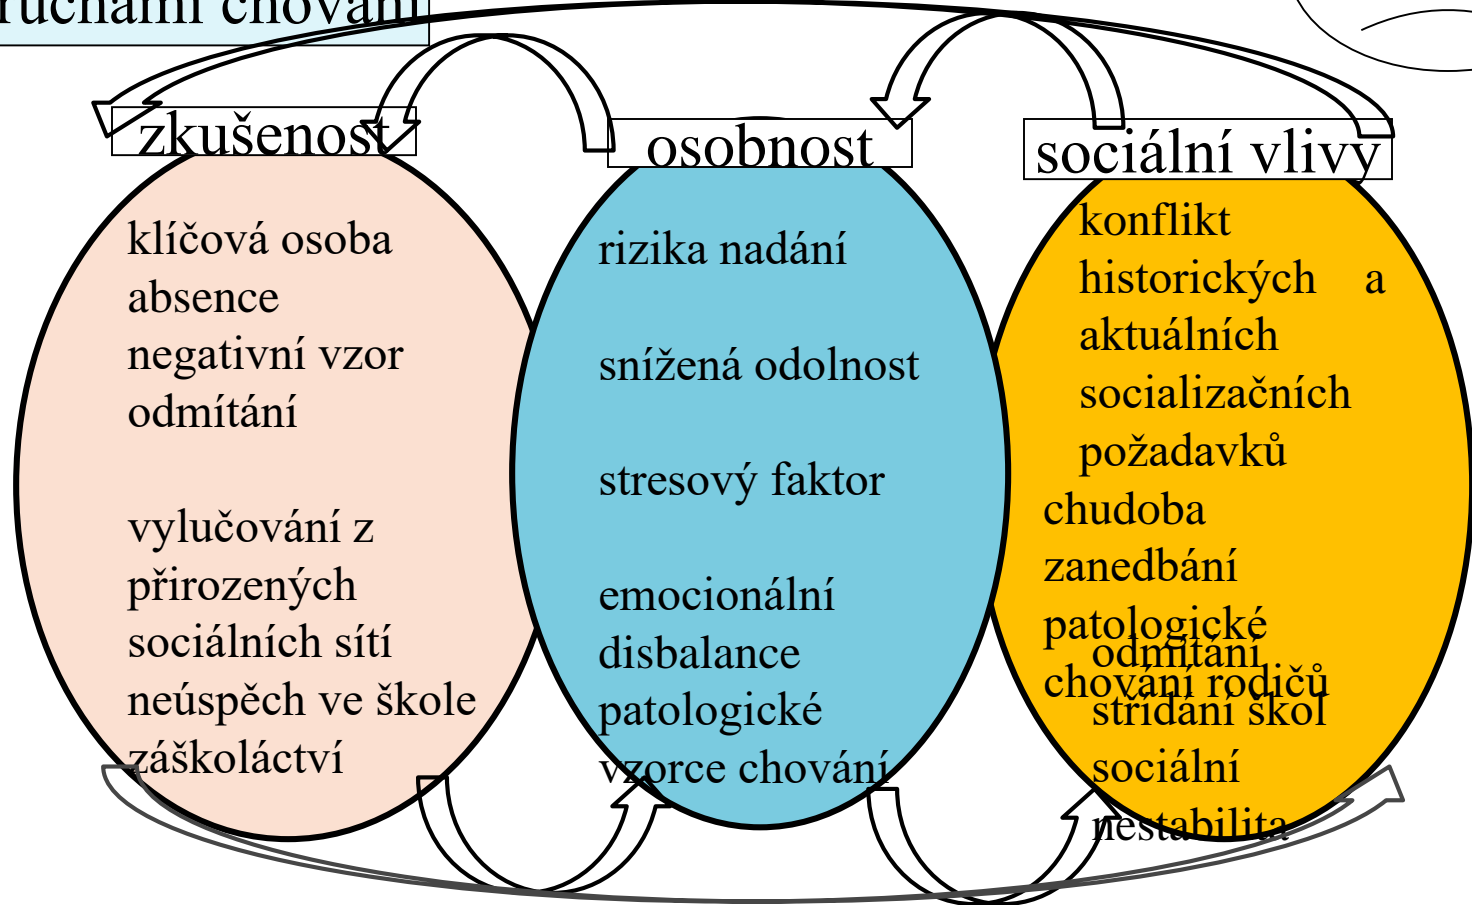 ruchami chování
zkušenost
klíčová osoba
absence
negativní vzor
odmítání
vylučování z
přirozených
sociálních sítí
neúspěch ve škole
záškoláctví
osobnost
rizika nadání
snížená odolnost
stresový faktor
emocionální
disbalance
patologické
vzorce chování
sociální vlivy
konflikt
historických a
aktuálních
socializačních
požadavků
chudoba
zanedbání
patologické
chování rodičů
odmítání
střídání škol
sociální
nestabilita